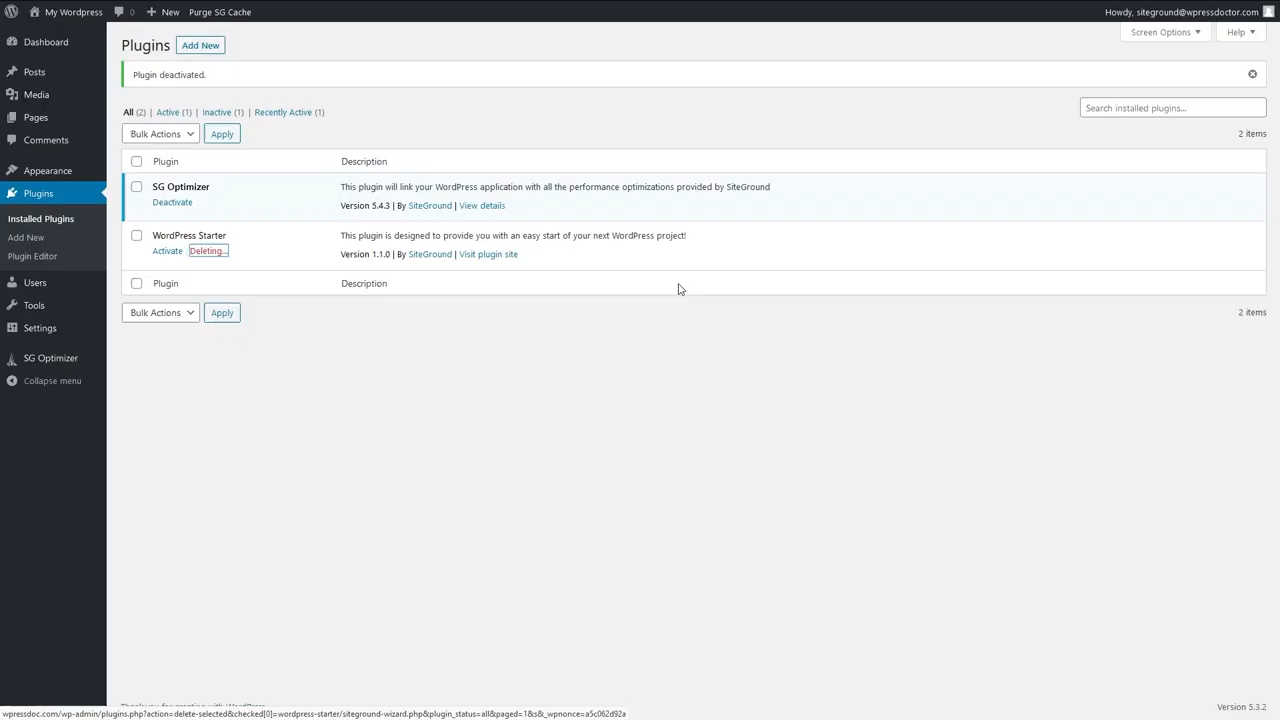 My Wordpress 0 New Purge SG Cache Howdy, siteground@wpressdoctor.com
Screen Options Help
Dashboard
Posts
Media
Pages
Comments
Appearance
Plugins
Installed Plugins
Add New
Plugin Editor
Users
Tools
Settings
SG Optimizer
Collapse menu
Plugins Add New
Plugin deactivated.
All (2) | Active (1) | Inactive (1) | Recently Active (1)
Search installed plugins...
Bulk Actions Apply 2 items
Plugin Description
SG Optimizer This plugin will link your WordPress application with all the performance optimizations provided by SiteGround
Deactivate Version 5.4.3 | By SiteGround | View details
WordPress Starter This plugin is designed to provide you with an easy start of your next WordPress project!
Activate | Deleting... Version 1.1.0 | By SiteGround | Visit plugin site
Plugin Description
Bulk Actions Apply 2 items
Version 5.3.2
wpressdoc.com/wp-admin/plugins.php?action=delete-selected&checked[0]=wordpress-starter/siteground-wizard.php&plugin_status=all&paged=1&s&_wpnonce=a5c062d92a